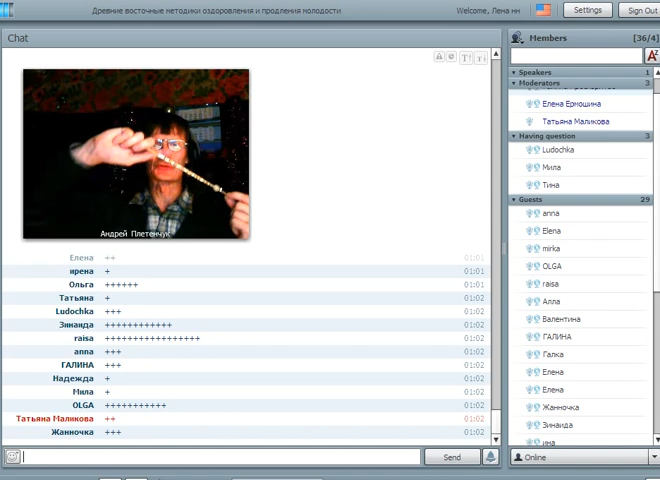 Древние восточные методики оздоровления и продления молодости
Welcome, Лена нн
Settings
Sign Out
Chat
Андрей Плетенчук
Елена ++ 01:01
ирена + 01:01
Ольга ++++++ 01:01
Татьяна + 01:02
Ludochka +++ 01:02
Зинаида ++++++++++++ 01:02
raisa +++++++++++++++++ 01:02
anna +++ 01:02
ГАЛИНА +++ 01:02
Надежда + 01:02
Мила + 01:02
OLGA +++++++++++ 01:02
Татьяна Маликова ++ 01:02
Жанночка +++ 01:02
Send
Members [36/4]
Speakers 1
Moderators 3
Елена Ермошина
Татьяна Маликова
Having question 3
Ludochka
Мила
Тина
Guests 29
anna
Elena
mirka
OLGA
raisa
Алла
Валентина
ГАЛИНА
Галка
Елена
Елена
Жанночка
Зинаида
ина
Online